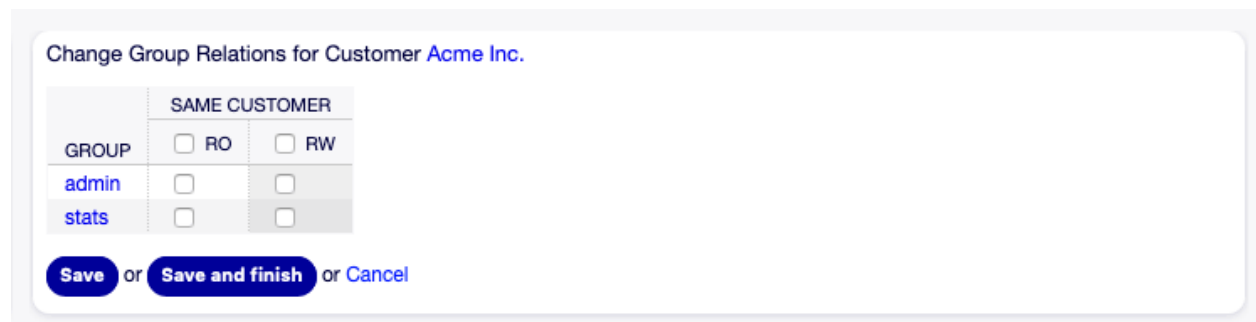 Change Group Relations for Customer Acme Inc.
SAME CUSTOMER
GROUP RO RW
admin
stats
Save or Save and finish or Cancel